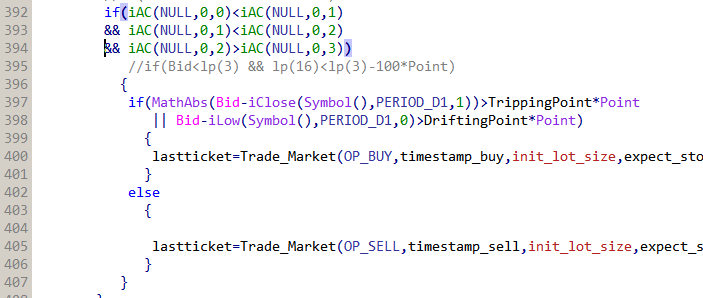 392 if(iAC(NULL,0,0)<iAC(NULL,0,1)
393 && iAC(NULL,0,1)<iAC(NULL,0,2)
394 && iAC(NULL,0,2)>iAC(NULL,0,3))
395 //if(Bid<lp(3) && lp(16)<lp(3)-100*Point)
396 {
397 if(MathAbs(Bid-iClose(Symbol(),PERIOD_D1,1))>TrippingPoint*Point
398 || Bid-iLow(Symbol(),PERIOD_D1,0)>DriftingPoint*Point)
399 {
400 lastticket=Trade_Market(OP_BUY,timestamp_buy,init_lot_size,expect_sto
401 }
402 else
403 {
404
405 lastticket=Trade_Market(OP_SELL,timestamp_sell,init_lot_size,expect_s
406 }
407 }